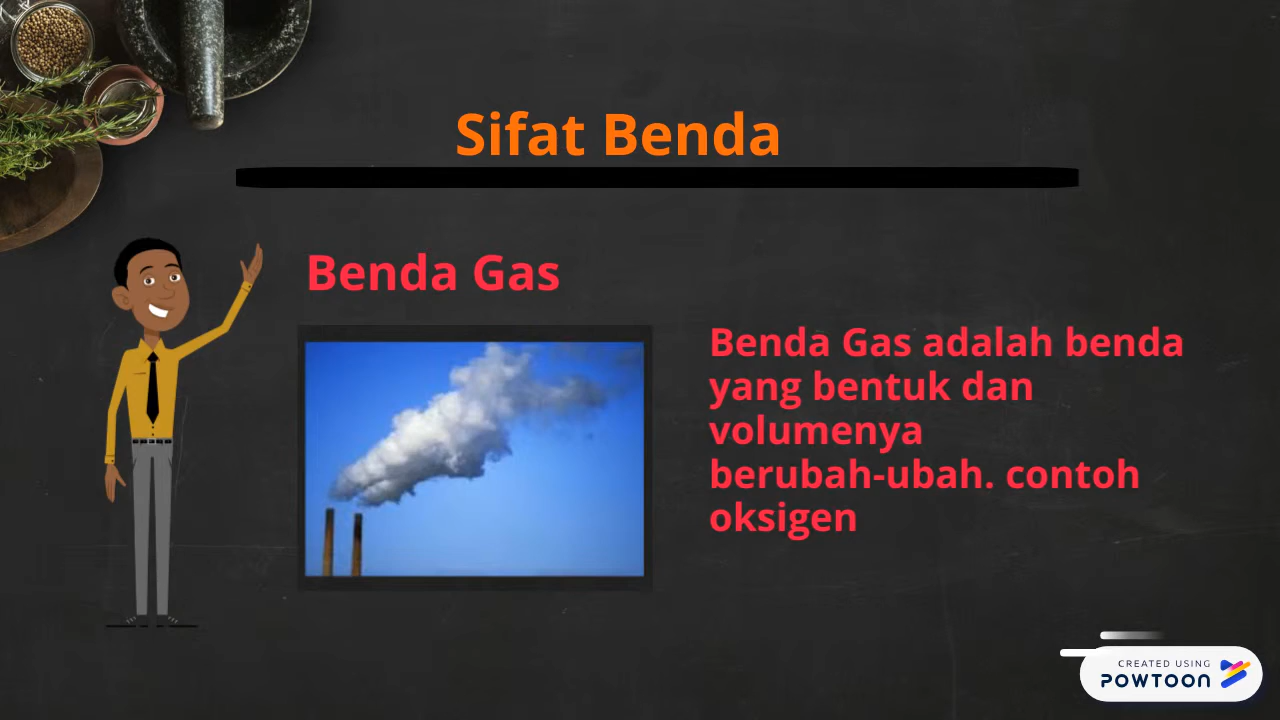 Sifat Benda
Benda Gas
Benda Gas adalah benda
yang bentuk dan
volumenya
berubah-ubah. contoh
oksigen
CREATED USING
POWTOON